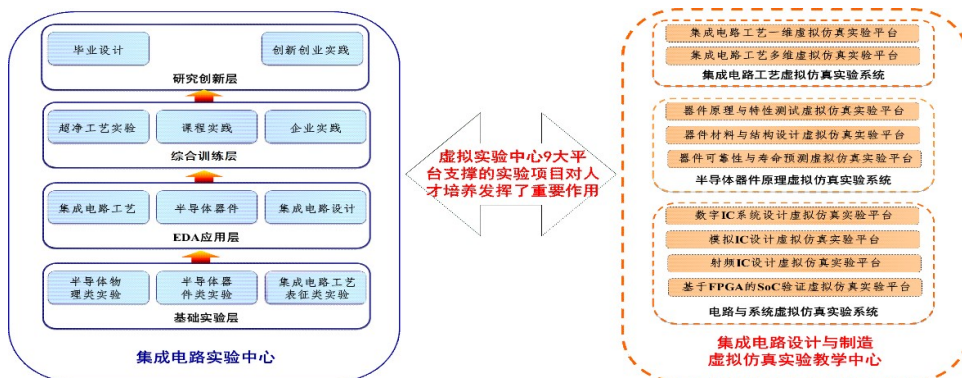 毕业设计
创新创业实践
研究创新层
超净工艺实验
课程实践
企业实践
综合训练层
集成电路工艺
半导体器件
集成电路设计
EDA应用层
半导体物
理类实验
半导体器
件类实验
集成电路工艺
表征类实验
基础实验层
集成电路实验中心
虚拟实验中心9大平
台支撑的实验项目对人
才培养发挥了重要作用
集成电路工艺一维虚拟仿真实验平台
集成电路工艺多维虚拟仿真实验平台
集成电路工艺虚拟仿真实验系统
器件原理与特性测试虚拟仿真实验平台
器件材料与结构设计虚拟仿真实验平台
器件可靠性与寿命预测虚拟仿真实验平台
半导体器件原理虚拟仿真实验系统
数字IC系统设计虚拟仿真实验平台
模拟IC设计虚拟仿真实验平台
射频IC设计虚拟仿真实验平台
基于FPGA的SoC验证虚拟仿真实验平台
电路与系统虚拟仿真实验系统
集成电路设计与制造
虚拟仿真实验教学中心